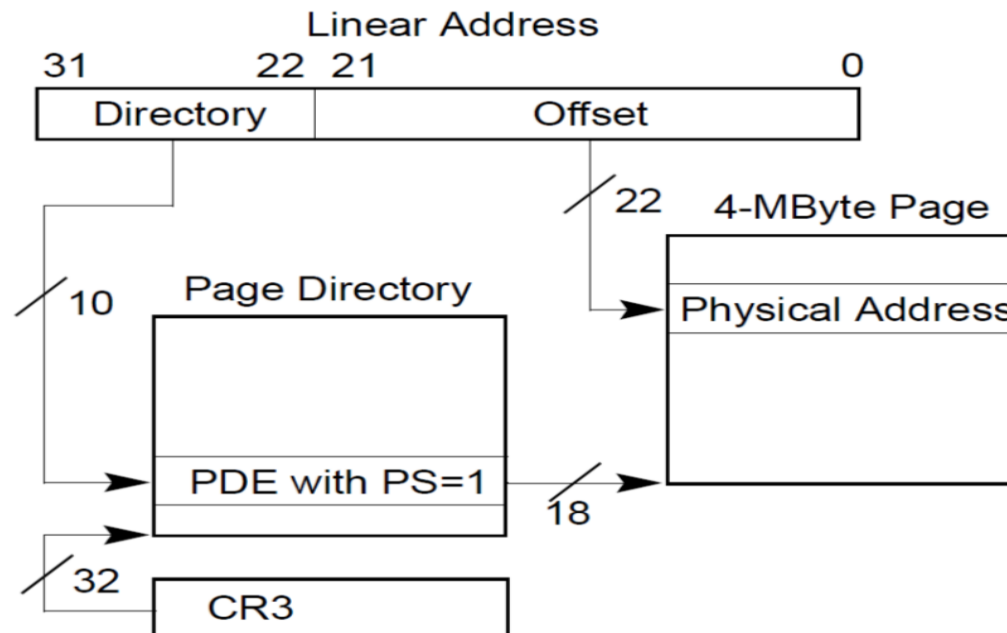 Linear Address
31 22 21 0
Directory Offset
22
4-MByte Page
10
Page Directory
Physical Address
PDE with PS=1
18
32
CR3